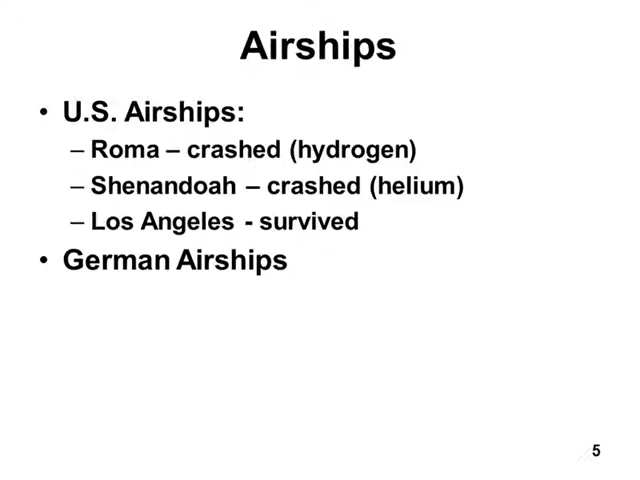 Airships
• U.S. Airships:
– Roma – crashed (hydrogen)
– Shenandoah – crashed (helium)
– Los Angeles - survived
• German Airships
5